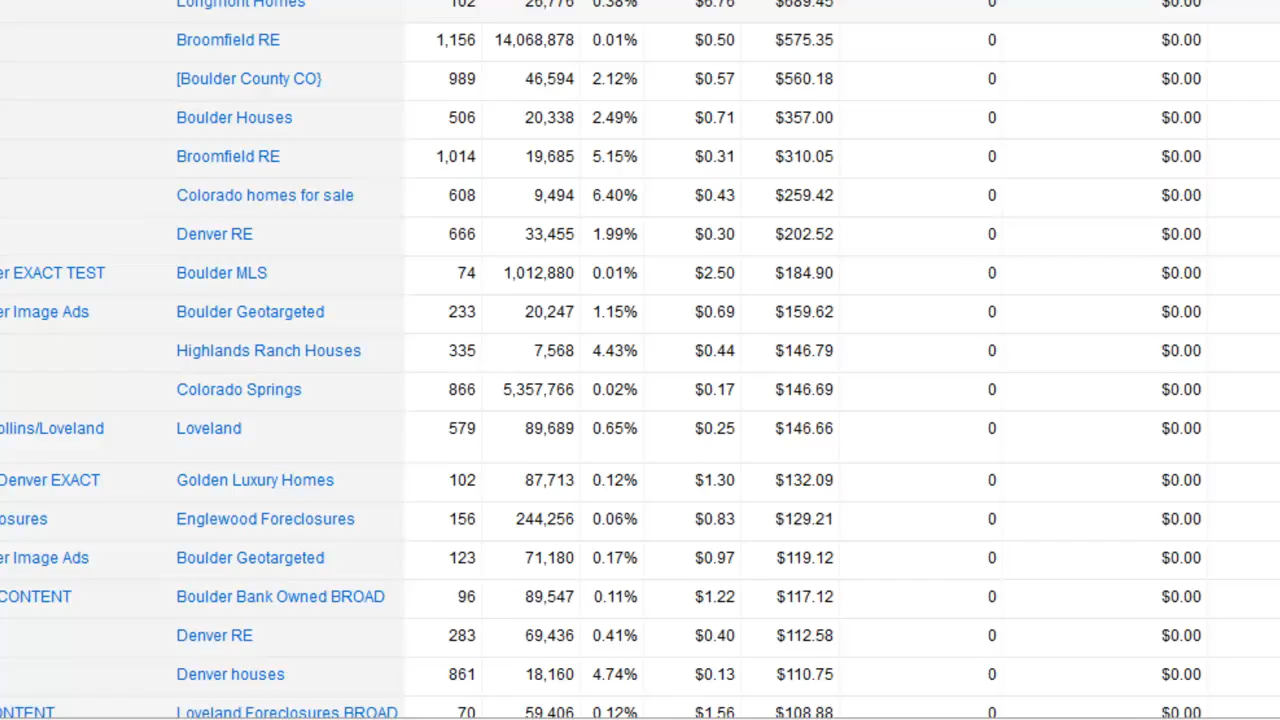 Longmont Homes 102 26,776 0.38% $6.76 $689.45 0 $0.00
Broomfield RE 1,156 14,068,878 0.01% $0.50 $575.35 0 $0.00
[Boulder County CO} 989 46,594 2.12% $0.57 $560.18 0 $0.00
Boulder Houses 506 20,338 2.49% $0.71 $357.00 0 $0.00
Broomfield RE 1,014 19,685 5.15% $0.31 $310.05 0 $0.00
Colorado homes for sale 608 9,494 6.40% $0.43 $259.42 0 $0.00
Denver RE 666 33,455 1.99% $0.30 $202.52 0 $0.00
er EXACT TEST Boulder MLS 74 1,012,880 0.01% $2.50 $184.90 0 $0.00
er Image Ads Boulder Geotargeted 233 20,247 1.15% $0.69 $159.62 0 $0.00
Highlands Ranch Houses 335 7,568 4.43% $0.44 $146.79 0 $0.00
Colorado Springs 866 5,357,766 0.02% $0.17 $146.69 0 $0.00
ollins/Loveland Loveland 579 89,689 0.65% $0.25 $146.66 0 $0.00
Denver EXACT Golden Luxury Homes 102 87,713 0.12% $1.30 $132.09 0 $0.00
osures Englewood Foreclosures 156 244,256 0.06% $0.83 $129.21 0 $0.00
er Image Ads Boulder Geotargeted 123 71,180 0.17% $0.97 $119.12 0 $0.00
CONTENT Boulder Bank Owned BROAD 96 89,547 0.11% $1.22 $117.12 0 $0.00
Denver RE 283 69,436 0.41% $0.40 $112.58 0 $0.00
Denver houses 861 18,160 4.74% $0.13 $110.75 0 $0.00
ONTENT Loveland Foreclosures BROAD 70 59,406 0.12% $1.56 $108.88 0 $0.00